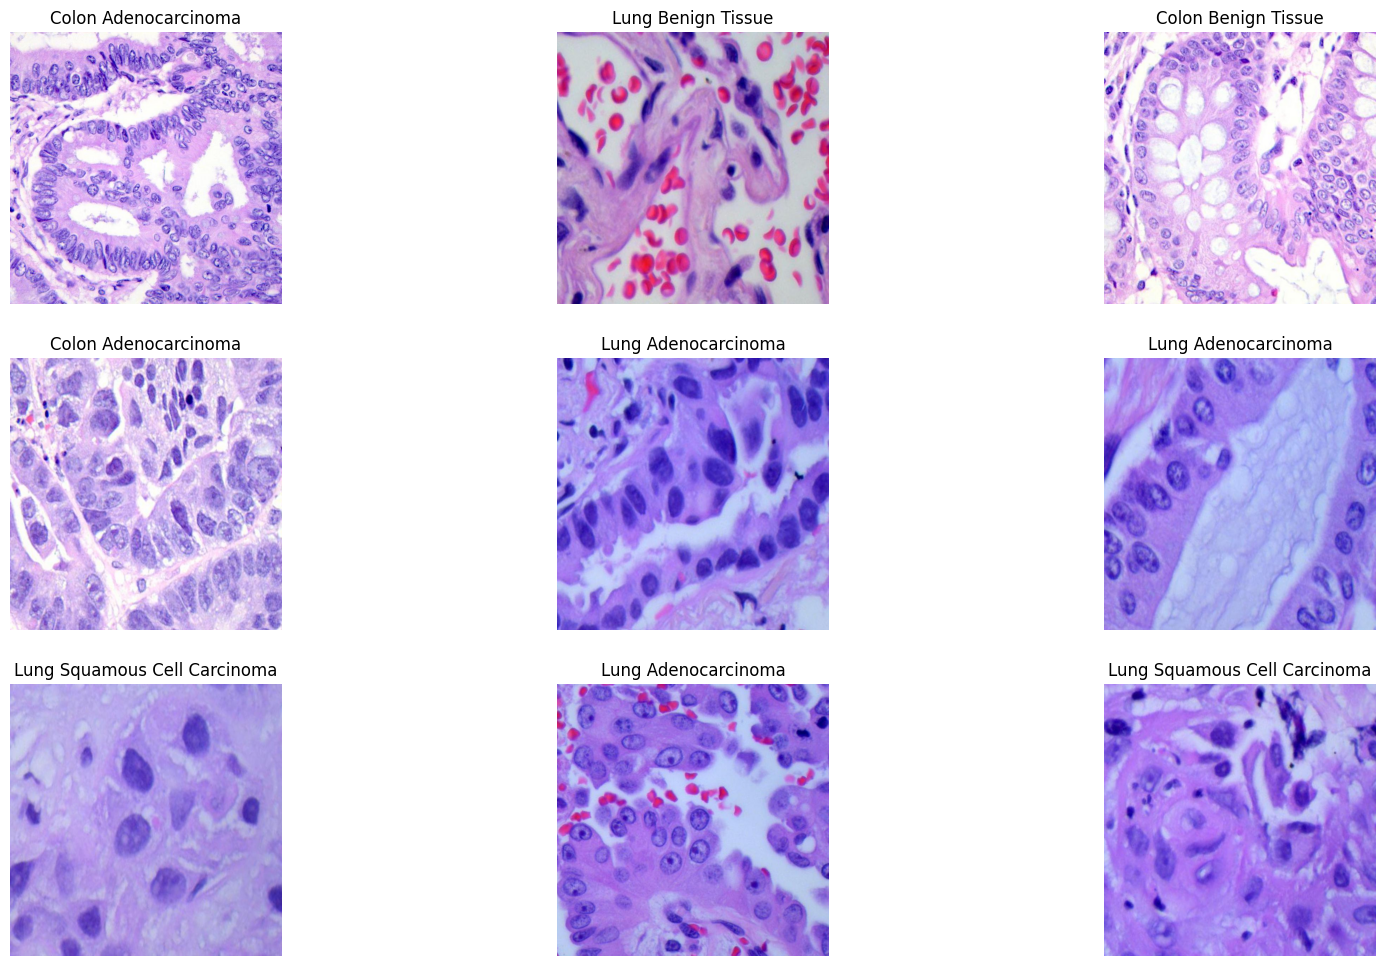 Colon Adenocarcinoma
Lung Benign Tissue
Colon Benign Tissue
Colon Adenocarcinoma
Lung Adenocarcinoma
Lung Adenocarcinoma
Lung Squamous Cell Carcinoma
Lung Adenocarcinoma
Lung Squamous Cell Carcinoma